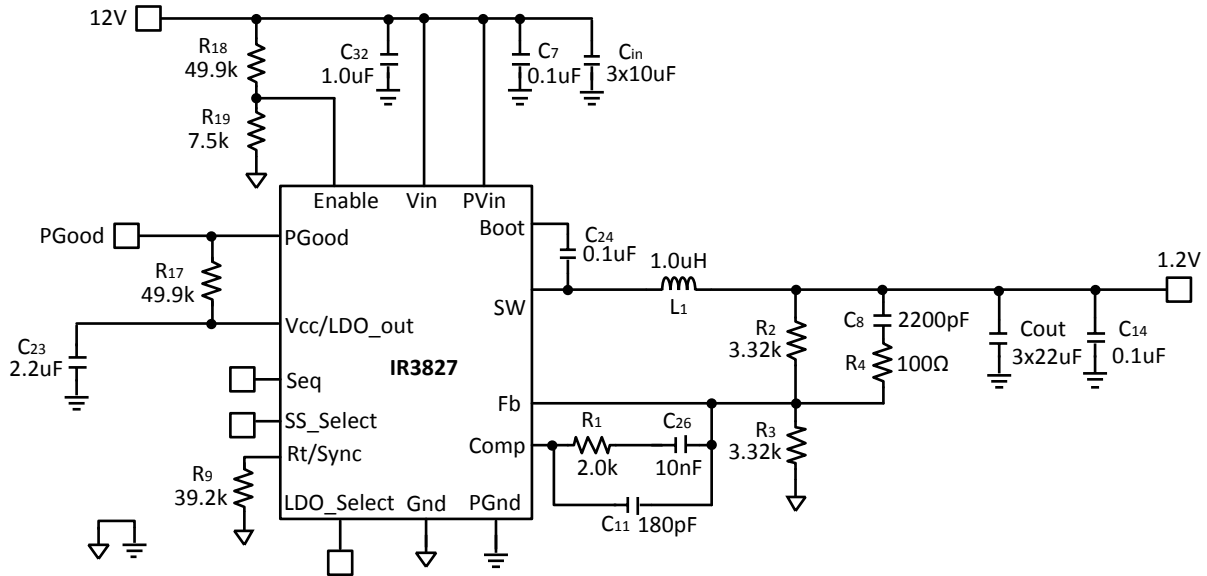 12V
R18
49.9k
C32
1.0uF
C7
0.1uF
Cin
3x10uF
R19
7.5k
Enable
Vin
PVin
PGood
PGood
Boot
C24
0.1uF
R17
49.9k
1.0uH
L1
1.2V
SW
Vcc/LDO_out
C23
2.2uF
R2
3.32k
C8
2200pF
R4
100Ω
Cout
3x22uF
C14
0.1uF
IR3827
Seq
Fb
SS_Select
R1
2.0k
C26
10nF
R3
3.32k
Comp
Rt/Sync
R9
39.2k
LDO_Select
Gnd
PGnd
C11
180pF